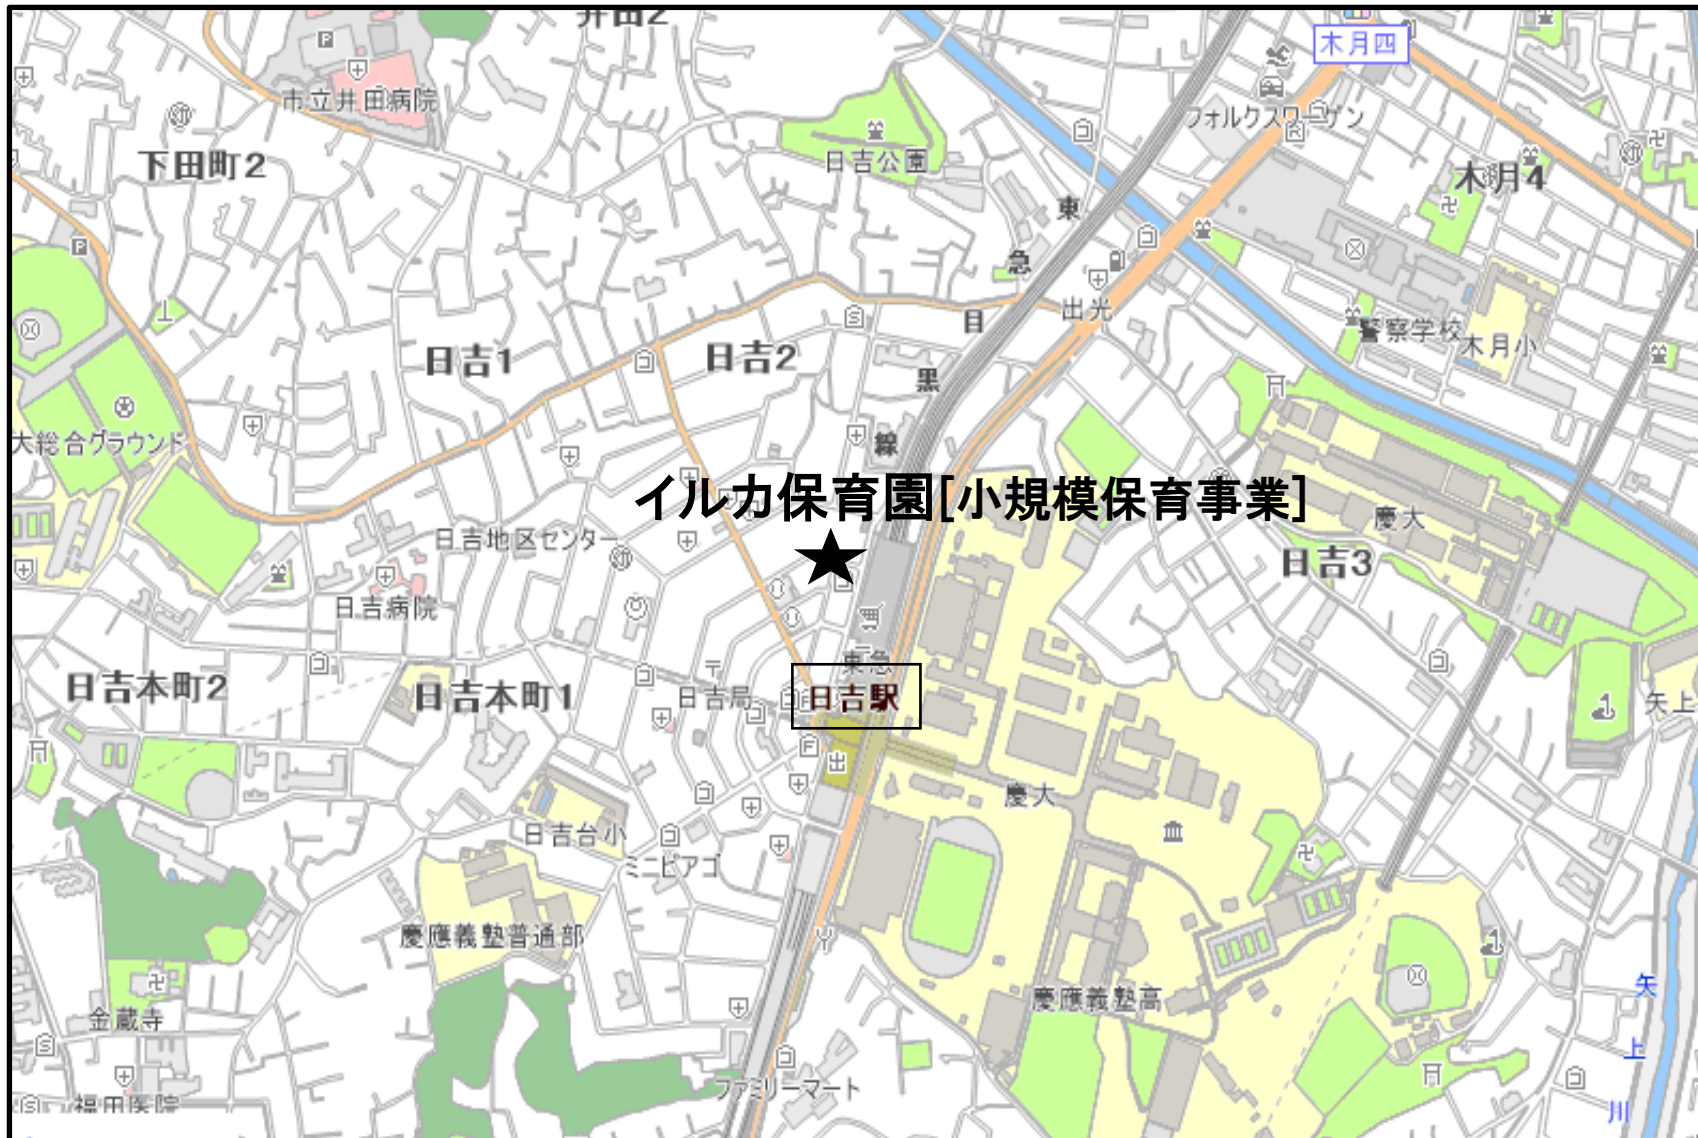 井田2
木月四
市立井田病院
フォルクスワーゲン
下田町2
日吉公園
木月4
東
急
目
黒
線
出光
警察学校
木月小
日吉1
日吉2
大総合グラウンド
イルカ保育園[小規模保育事業]
慶大
日吉地区センター
日吉3
日吉病院
東急
日吉駅
日吉本町2
日吉本町1
日吉局
矢上
出
慶大
日吉台小
ミニピアゴ
慶應義塾普通部
慶應義塾高
矢
上
川
金蔵寺
ファミリーマート
福田医院